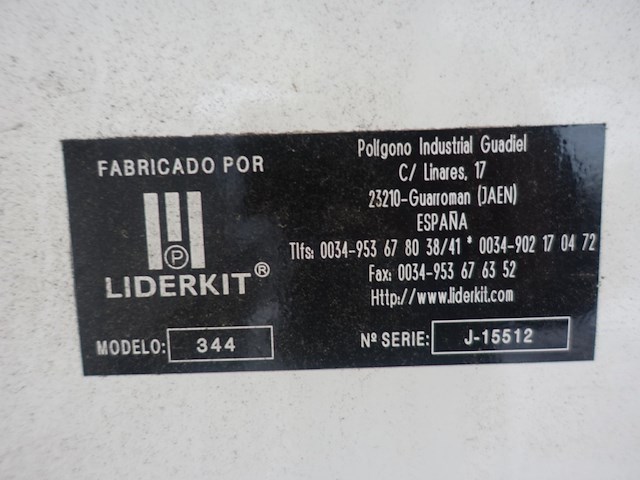 FABRICADO POR
P
LIDERKIT®
MODELO: 344
Polígono Industrial Guadiel
C/ Linares, 17
23210-Guarroman (JAEN)
ESPAÑA
Tlfs: 0034-953 67 80 38/41 * 0034-902 17 04 72
Fax: 0034-953 67 63 52
Http://www.liderkit.com
Nº SERIE: J-15512